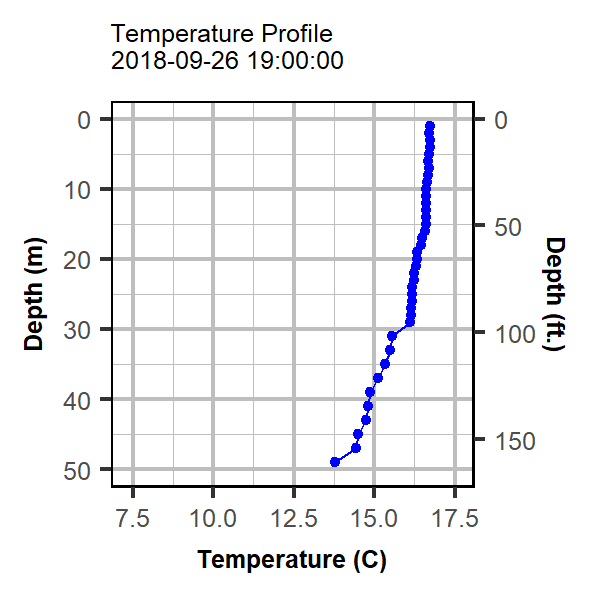 Temperature Profile
2018-09-26 19:00:00
Depth (m)
0
10
20
30
40
50
0
50
100
150
Depth (ft.)
7.5 10.0 12.5 15.0 17.5
Temperature (C)